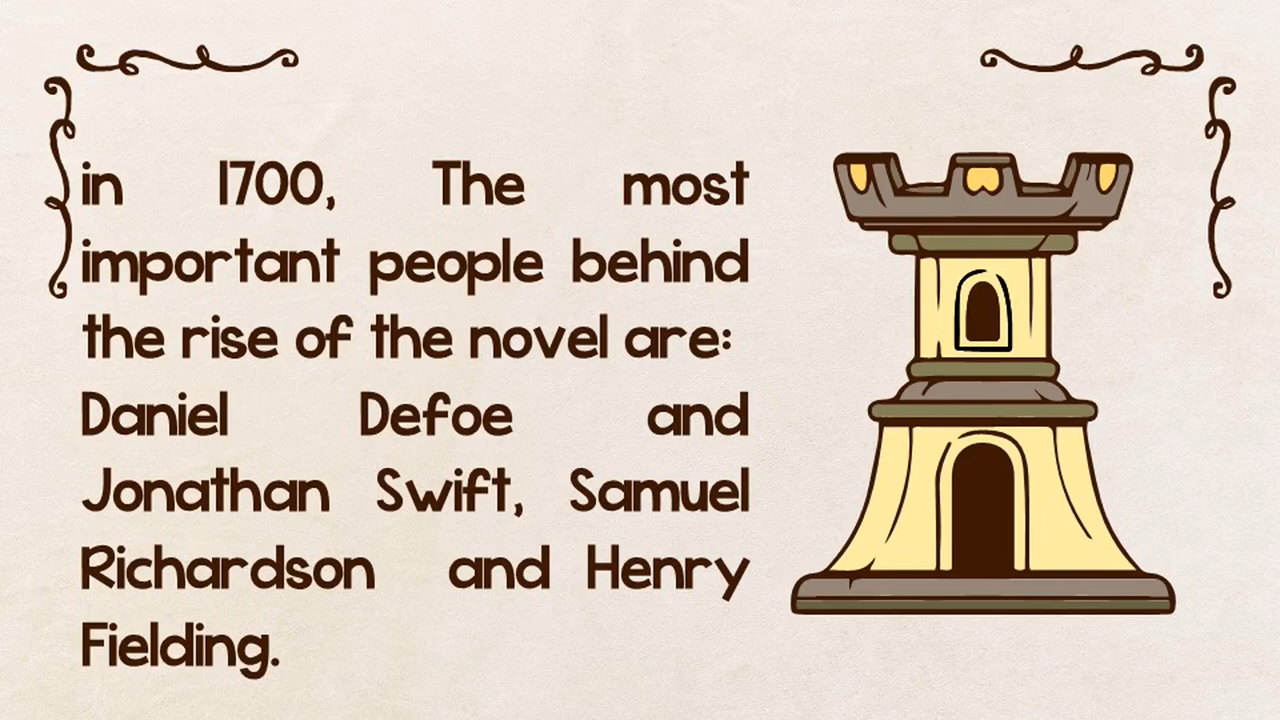 in 1700, The most
important people behind
the rise of the novel are:
Daniel Defoe and
Jonathan Swift, Samuel
Richardson and Henry
Fielding.